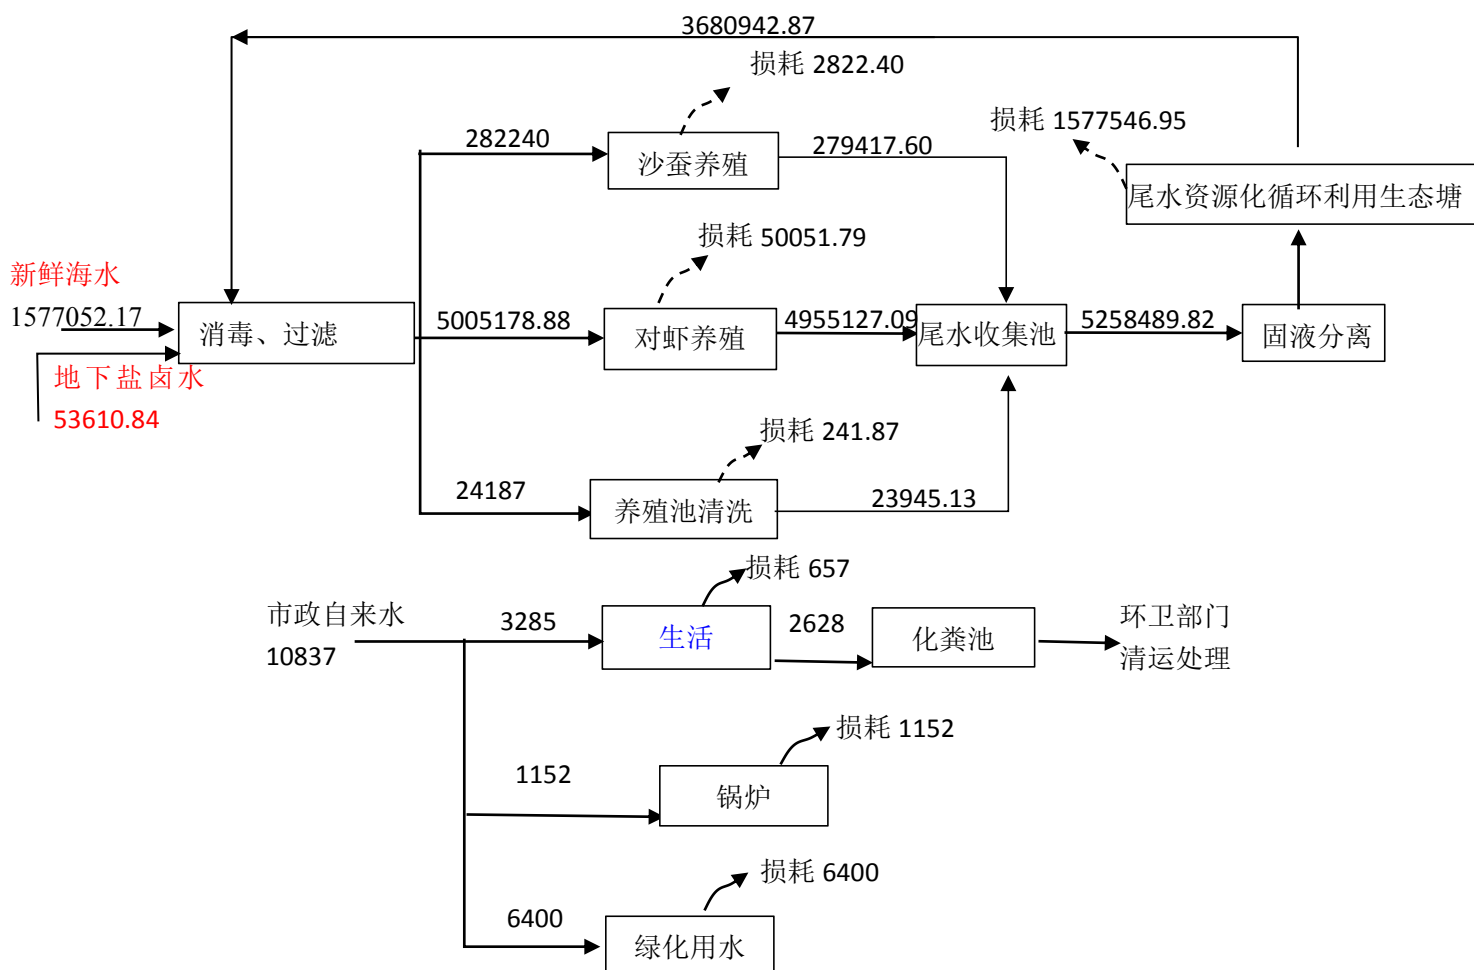 3680942.87
损耗 2822.40
282240
沙蚕养殖
279417.60
损耗 1577546.95
尾水资源化循环利用生态塘
损耗 50051.79
新鲜海水
1577052.17
消毒、过滤
5005178.88
对虾养殖
4955127.09
尾水收集池
5258489.82
固液分离
地下盐卤水
53610.84
损耗 241.87
24187
养殖池清洗
23945.13
损耗 657
市政自来水
10837
3285
生活
2628
化粪池
环卫部门
清运处理
损耗 1152
1152
锅炉
损耗 6400
6400
绿化用水